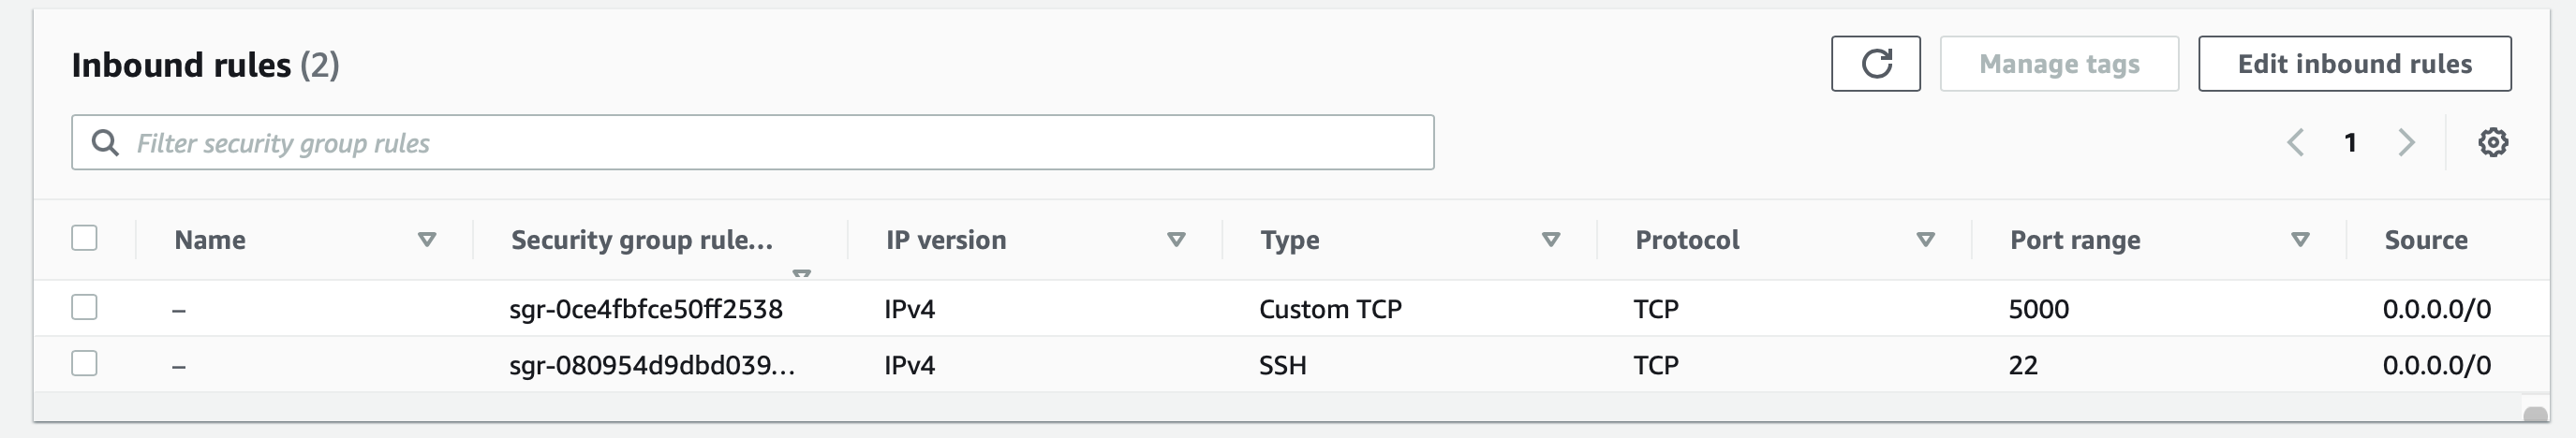 Inbound rules (2)
Manage tags
Edit inbound rules
Filter security group rules
1
Name Security group rule... IP version Type Protocol Port range Source
– sgr-0ce4fbfce50ff2538 IPv4 Custom TCP TCP 5000 0.0.0.0/0
– sgr-080954d9dbd039... IPv4 SSH TCP 22 0.0.0.0/0